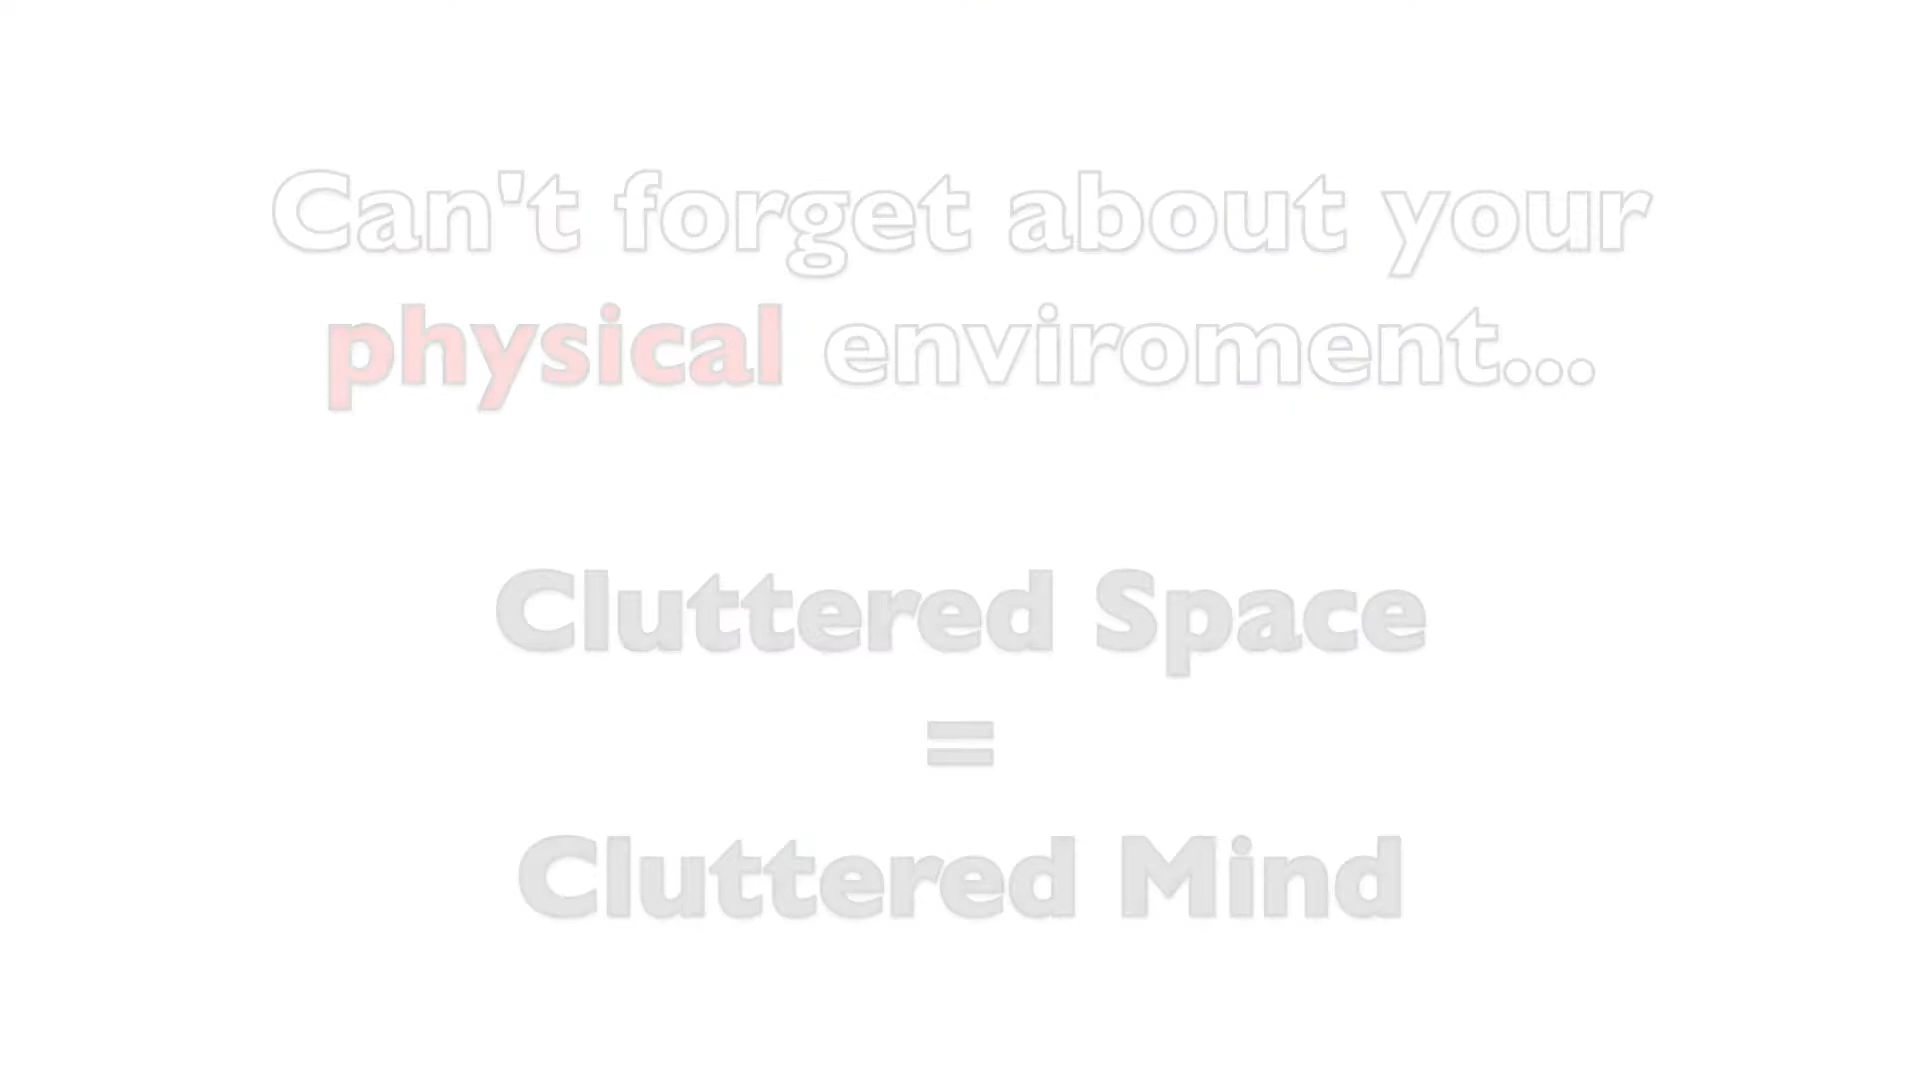 Can't forget about your
physical enviroment...
Cluttered Space
=
Cluttered Mind